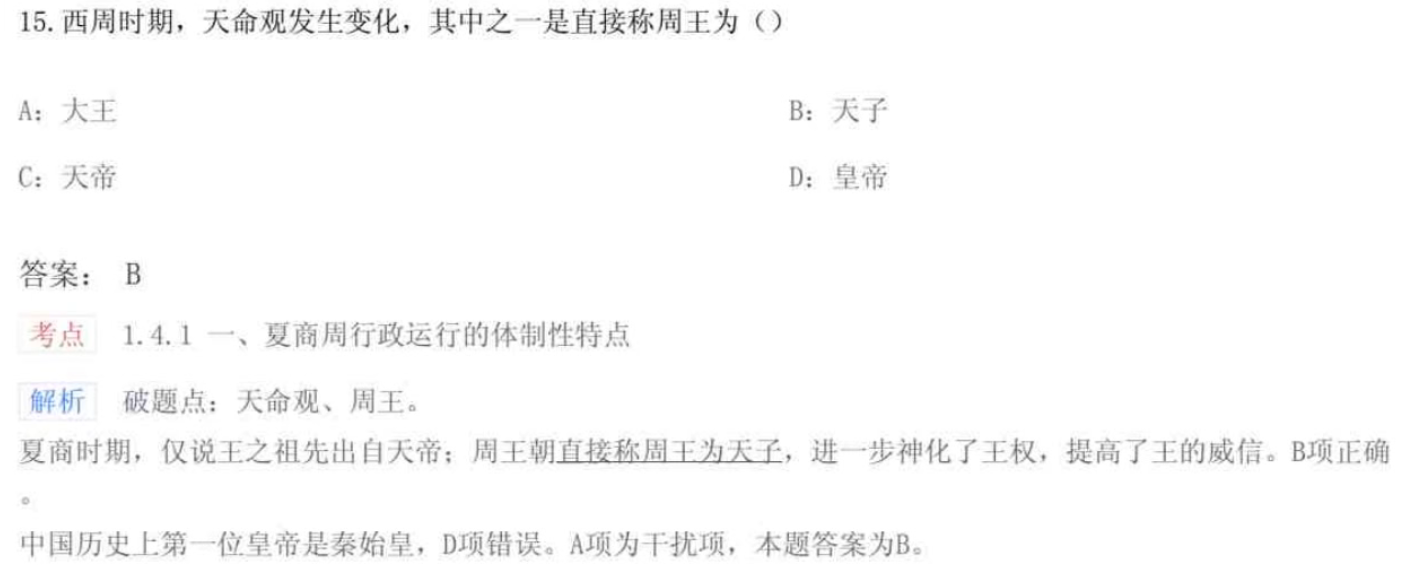 15.西周时期，天命观发生变化，其中之一是直接称周王为（）
A：大王
B：天子
C：天帝
D：皇帝
答案： B
考点 1.4.1 一、夏商周行政运行的体制性特点
解析 破题点：天命观、周王。
夏商时期，仅说王之祖先出自天帝；周王朝直接称周王为天子，进一步神化了王权，提高了王的威信。B项正确
。
中国历史上第一位皇帝是秦始皇，D项错误。A项为干扰项，本题答案为B。